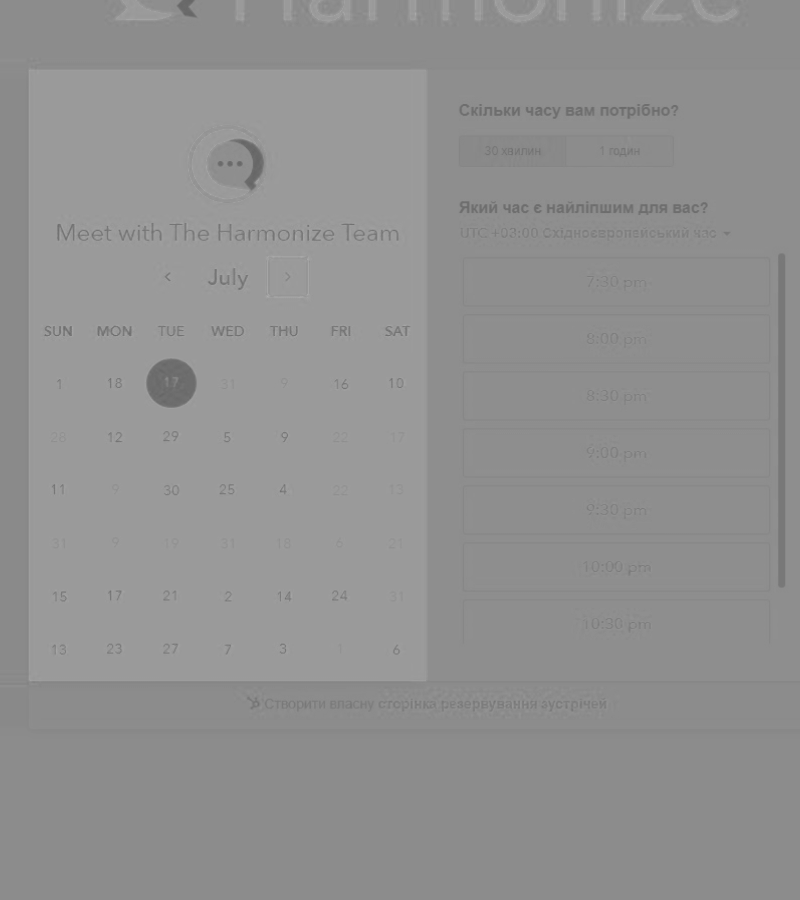 Harmonize
Meet with The Harmonize Team
July
SUN MON TUE WED THU FRI SAT
1 18 17 31 9 16 10
28 12 29 5 9 22 17
11 9 30 25 4 22 13
31 9 19 31 18 6 21
15 17 21 2 14 24 31
13 23 27 7 3 1 6
Скільки часу вам потрібно?
30 хвилин 1 годин
Який час є найліпшим для вас?
UTC +03:00 Східноєвропейський час
7:30 pm
8:00 pm
8:30 pm
9:00 pm
9:30 pm
10:00 pm
10:30 pm
Створити власну сторінка резервування зустрічей